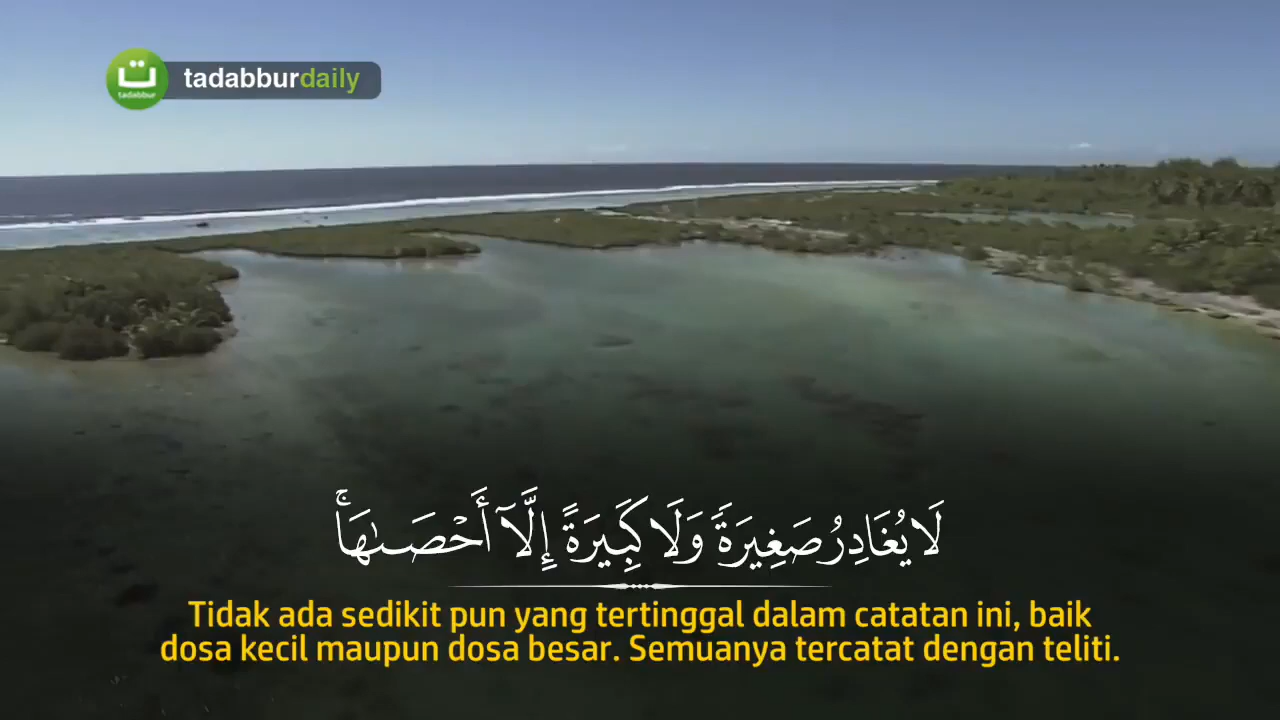 ت
tadabbur
tadabburdaily
لَا يُغَادِرُ صَغِيرَةً وَلَا كَبِيرَةً إِلَّآ أَحْصَىٰهَا ۚ
Tidak ada sedikit pun yang tertinggal dalam catatan ini, baik
dosa kecil maupun dosa besar. Semuanya tercatat dengan teliti.